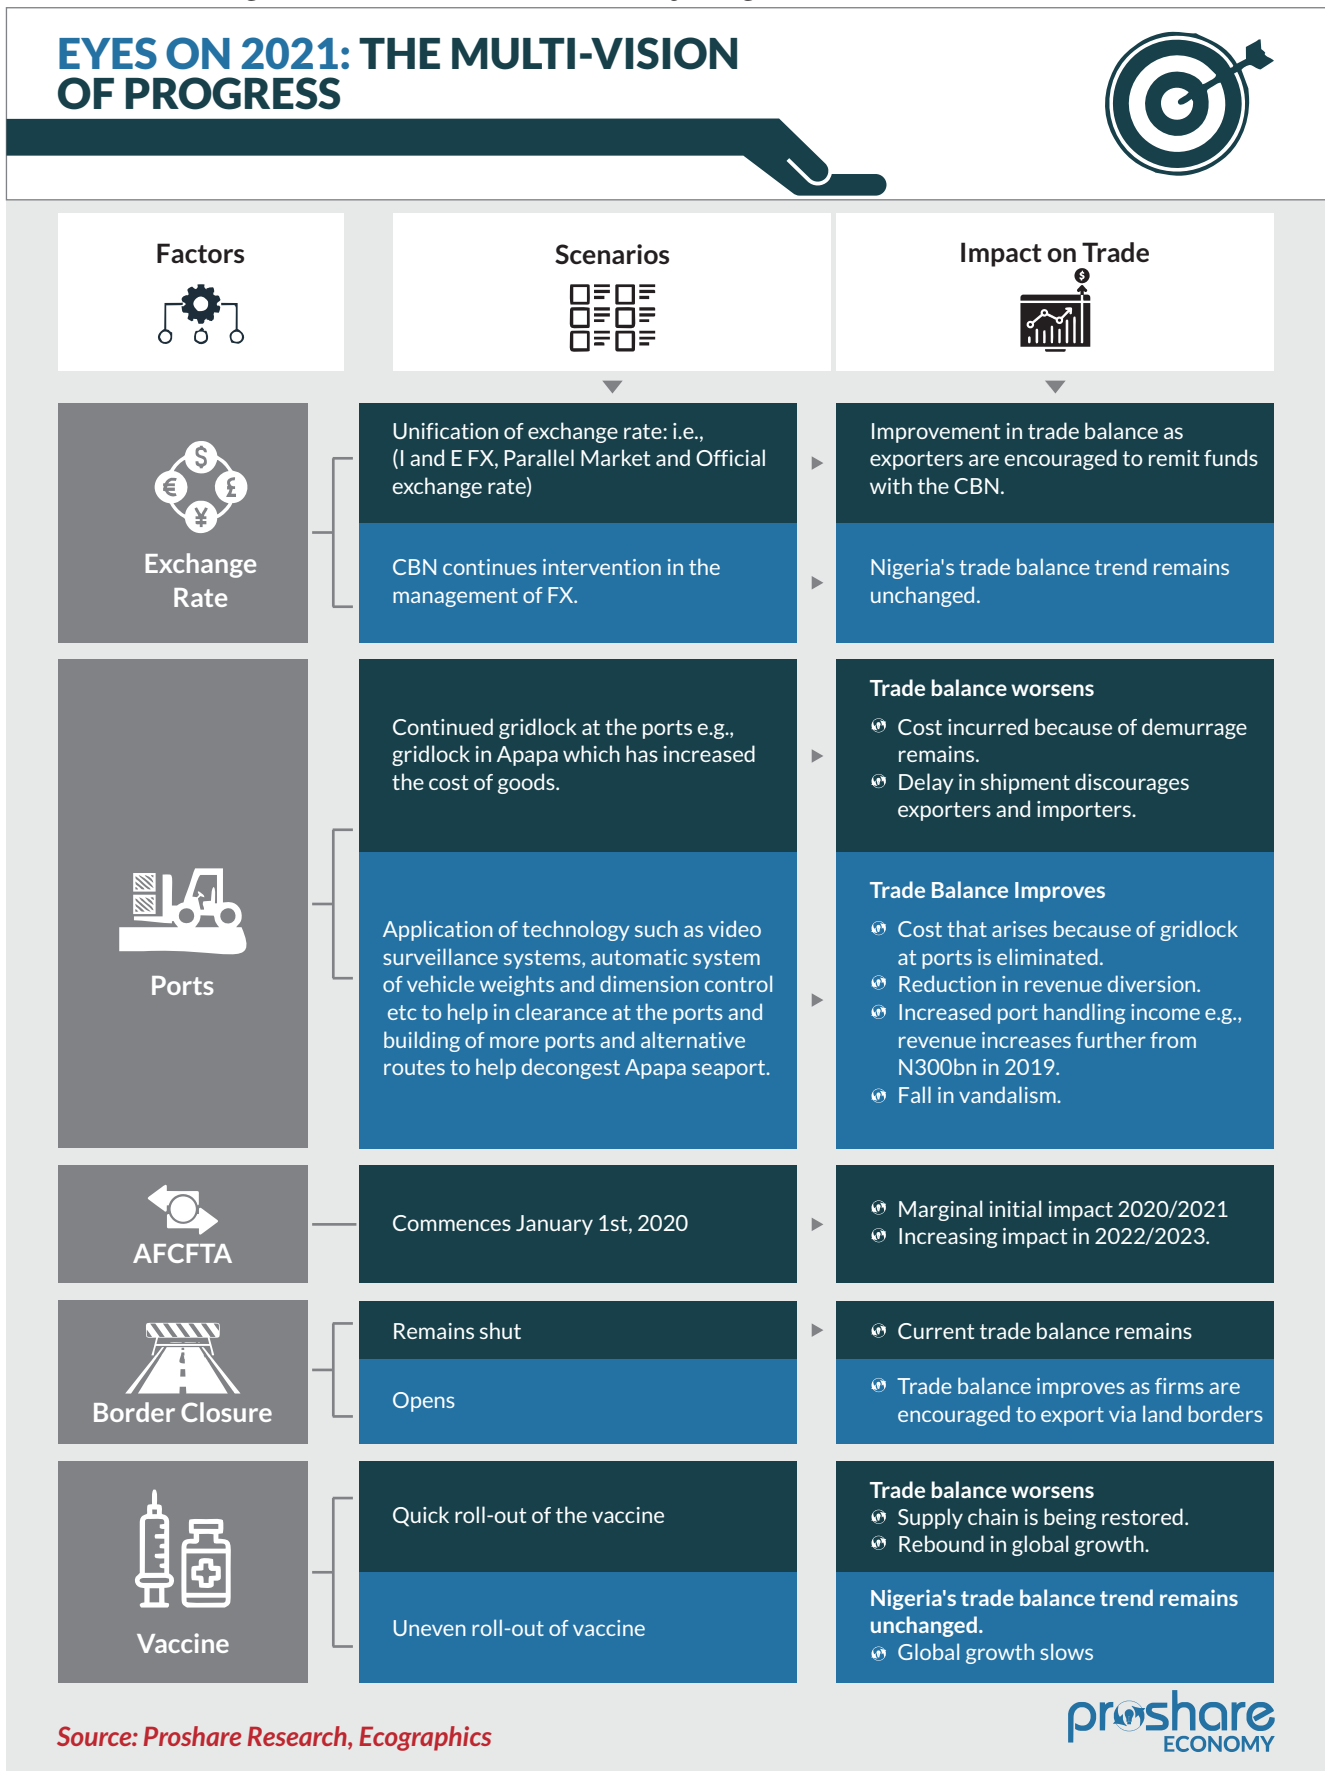 EYES ON 2021: THE MULTI-VISION
OF PROGRESS
Factors
Scenarios
Impact on Trade
$
$
€
£
¥
Exchange
Rate
Unification of exchange rate: i.e.,
(I and E FX, Parallel Market and Official
exchange rate)
Improvement in trade balance as
exporters are encouraged to remit funds
with the CBN.
CBN continues intervention in the
management of FX.
Nigeria's trade balance trend remains
unchanged.
Ports
Continued gridlock at the ports e.g.,
gridlock in Apapa which has increased
the cost of goods.
Trade balance worsens
Cost incurred because of demurrage
remains.
Delay in shipment discourages
exporters and importers.
Application of technology such as video
surveillance systems, automatic system
of vehicle weights and dimension control
etc to help in clearance at the ports and
building of more ports and alternative
routes to help decongest Apapa seaport.
Trade Balance Improves
Cost that arises because of gridlock
at ports is eliminated.
Reduction in revenue diversion.
Increased port handling income e.g.,
revenue increases further from
N300bn in 2019.
Fall in vandalism.
AFCFTA
Commences January 1st, 2020
Marginal initial impact 2020/2021
Increasing impact in 2022/2023.
Border Closure
Remains shut
Current trade balance remains
Opens
Trade balance improves as firms are
encouraged to export via land borders
Vaccine
Quick roll-out of the vaccine
Trade balance worsens
Supply chain is being restored.
Rebound in global growth.
Uneven roll-out of vaccine
Nigeria's trade balance trend remains
unchanged.
Global growth slows
Source: Proshare Research, Ecographics
proshare
ECONOMY